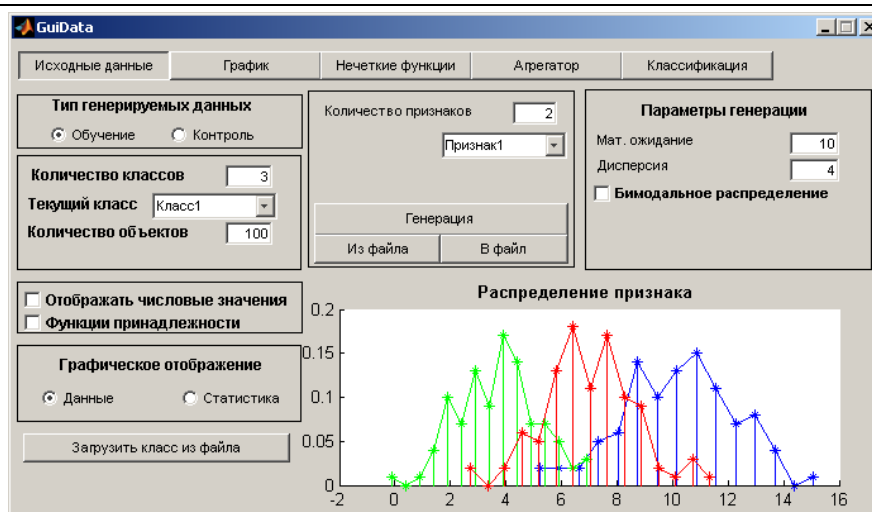 GuiData
Исходные данные
График
Нечеткие функции
Агрегатор
Классификация
Тип генерируемых данных
Обучение
Контроль
Количество классов 3
Текущий класс Класс1
Количество объектов 100
Количество признаков 2
Признак1
Генерация
Из файла
В файл
Параметры генерации
Мат. ожидание 10
Дисперсия 4
Бимодальное распределение
Отображать числовые значения
Функции принадлежности
Графическое отображение
Данные
Статистика
Загрузить класс из файла
Распределение признака
0.2
0.15
0.1
0.05
0
-2 0 2 4 6 8 10 12 14 16